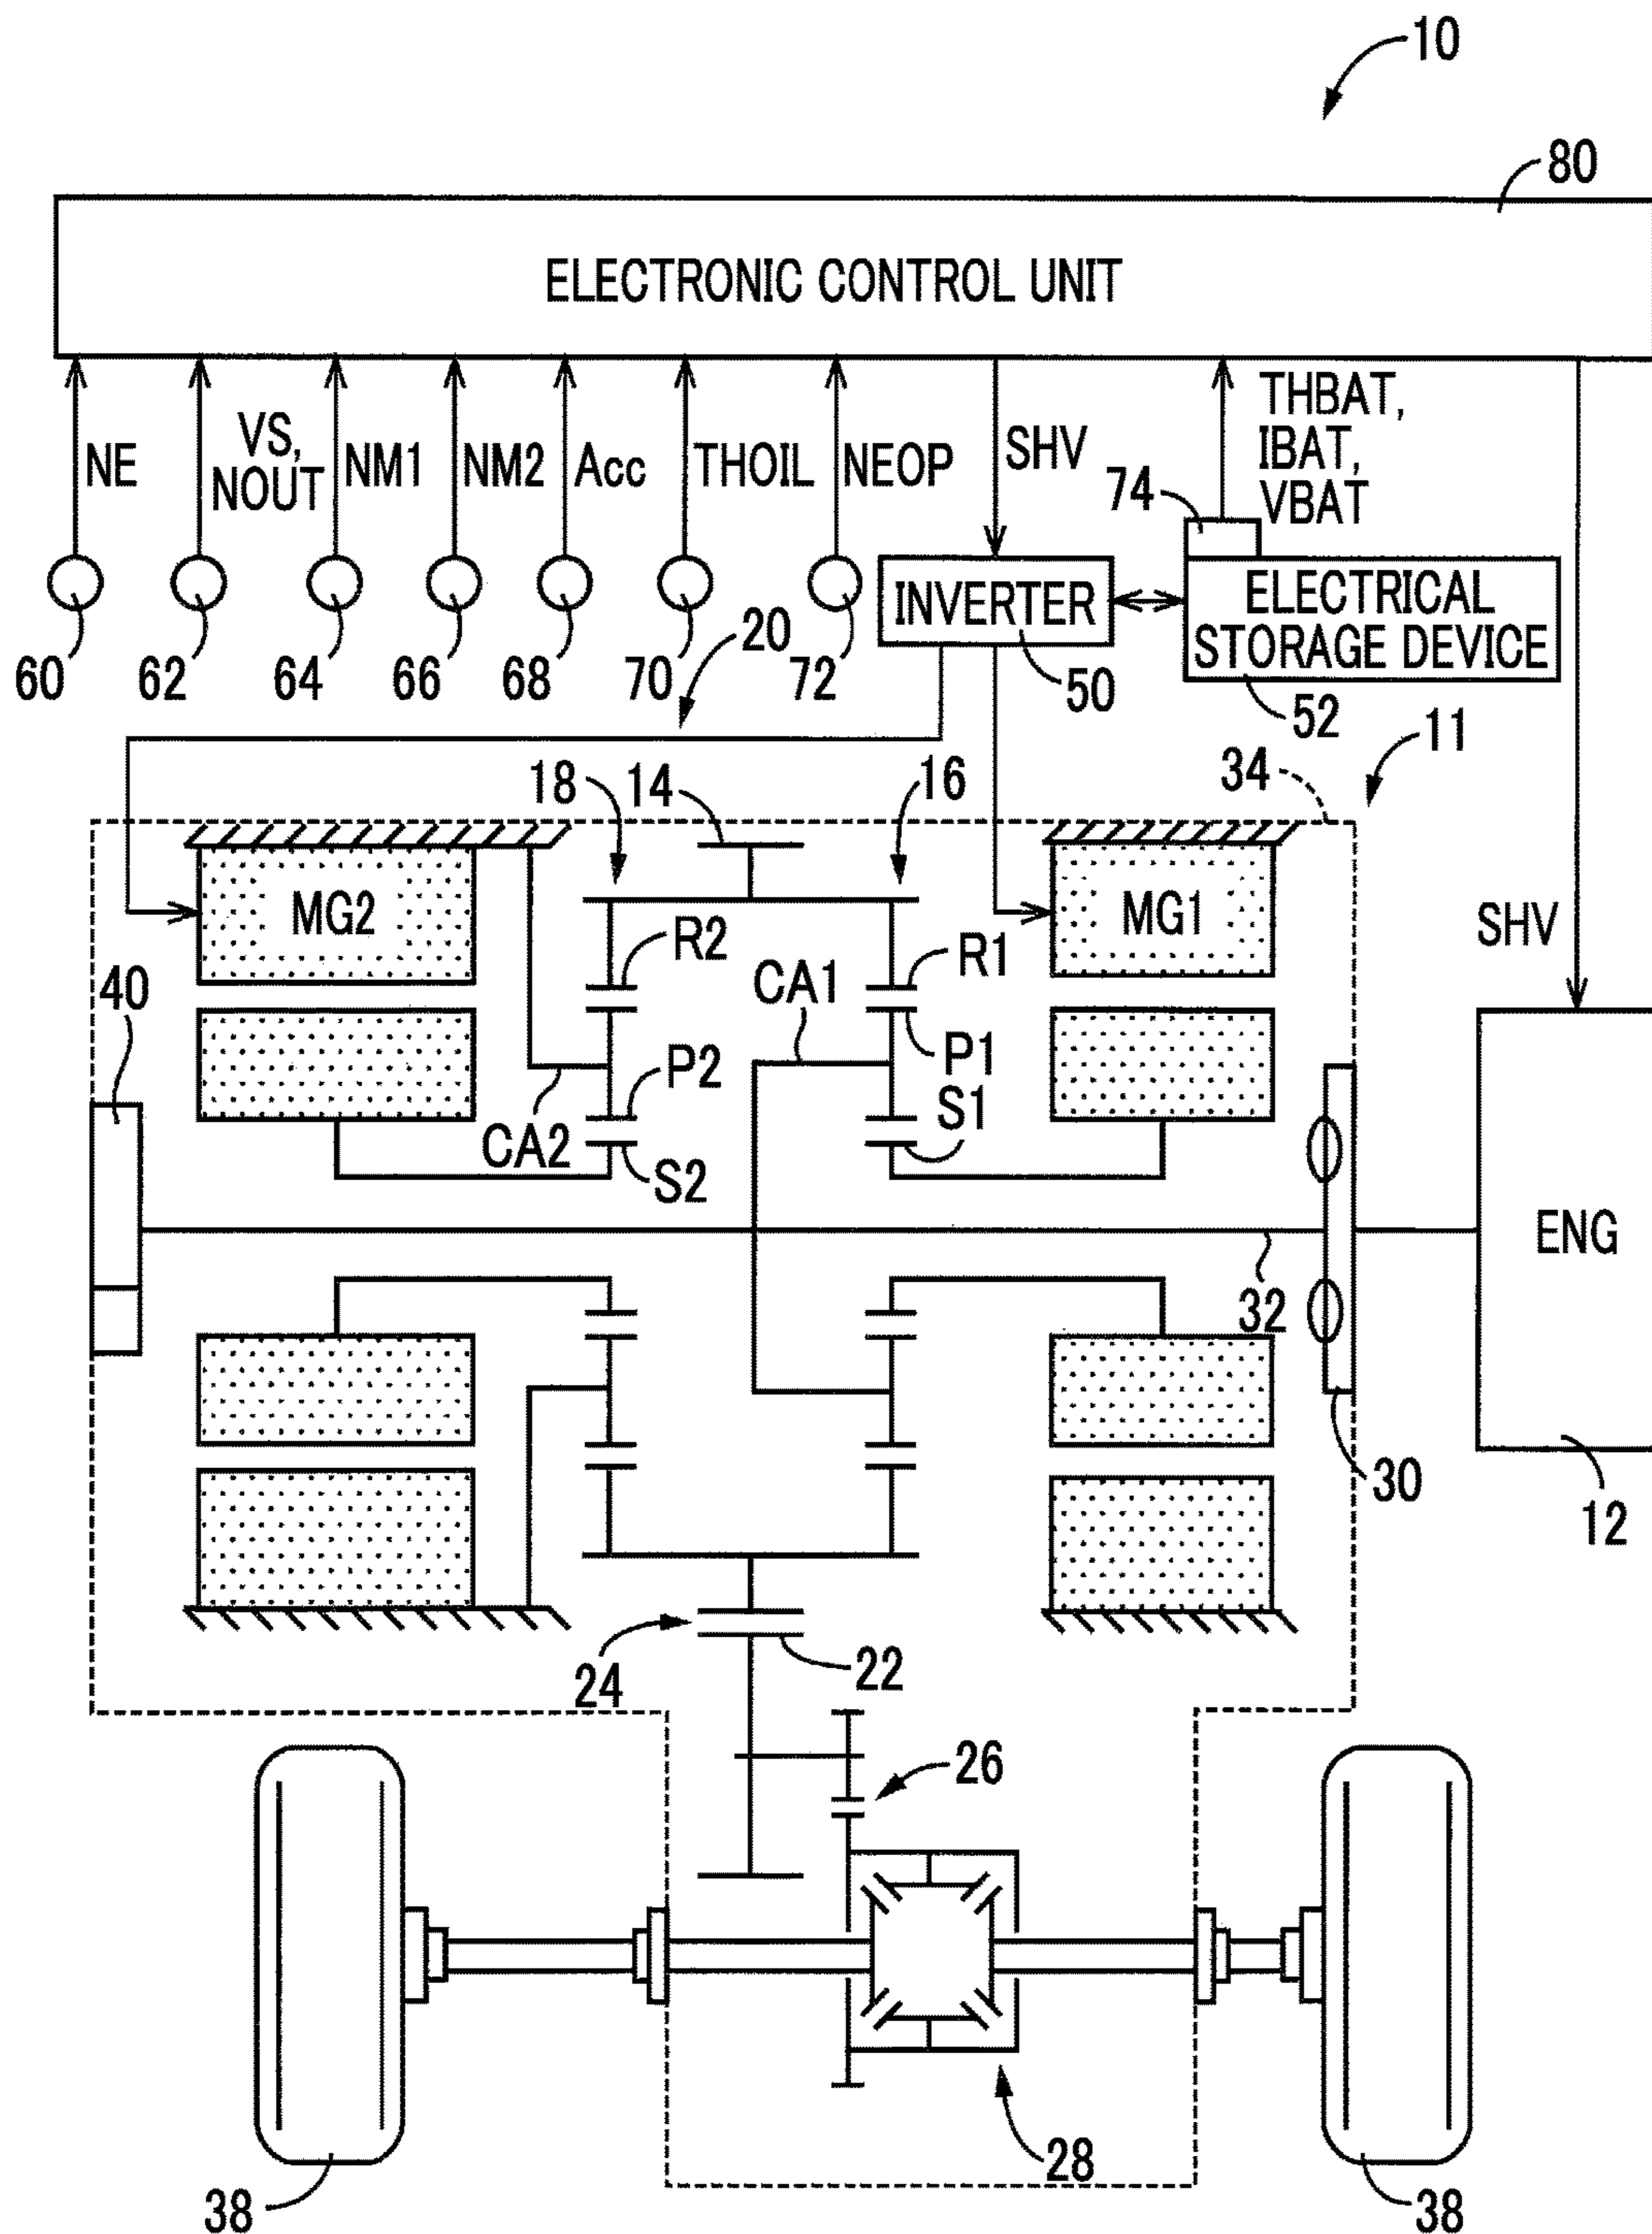 10
80
ELECTRONIC CONTROL UNIT
NE
VS,
NOUT
NM1
NM2
Acc
THOIL
NEOP
SHV
THBAT,
IBAT,
VBAT
74
INVERTER
ELECTRICAL
STORAGE DEVICE
60
62
64
66
68
70
20
72
50
52
11
18
14
16
34
MG2
MG1
SHV
R2
R1
40
CA1
P2
P1
CA2
S2
S1
ENG
32
30
12
24
22
26
28
38
38